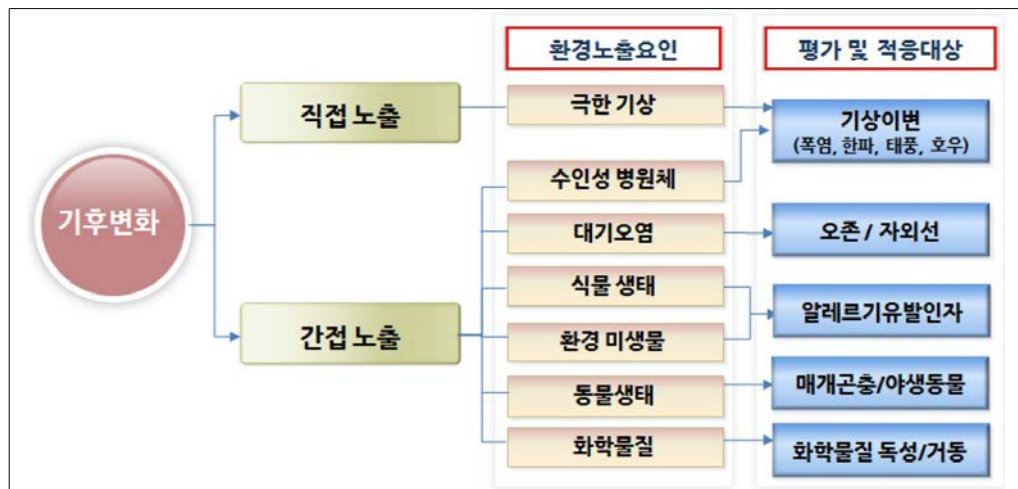 환경노출요인
평가 및 적응대상
기후변화
직접 노출
간접 노출
극한 기상
수인성 병원체
대기오염
식물 생태
환경 미생물
동물생태
화학물질
기상이변
(폭염, 한파, 태풍, 호우)
오존 / 자외선
알레르기유발인자
매개곤충/야생동물
화학물질 독성/거동